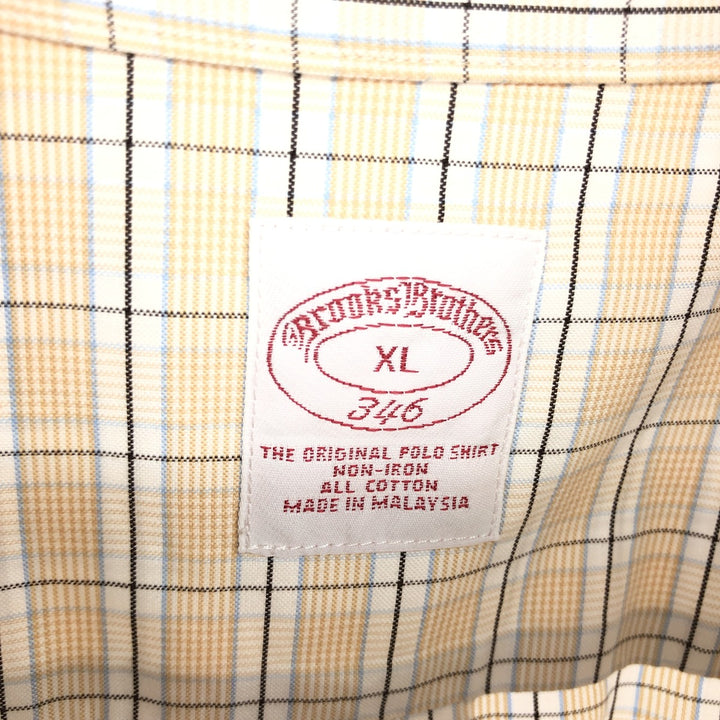 Brooks Brothers
XL
346
THE ORIGINAL POLO SHIRT
NON-IRON
ALL COTTON
MADE IN MALAYSIA